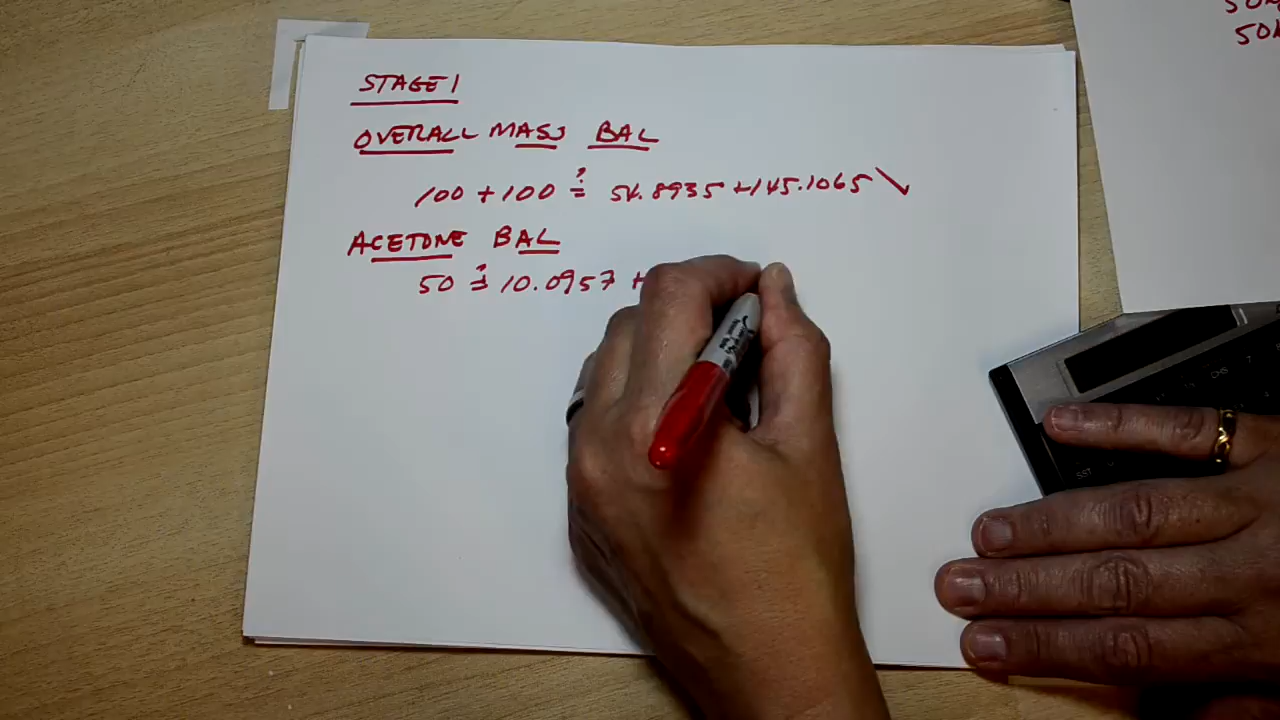 STAGE 1
OVERALL MASS BAL
100 + 100 ≟ 54.8935 + 145.1065 \
ACETONE BAL
50 ≟ 10.0957 +